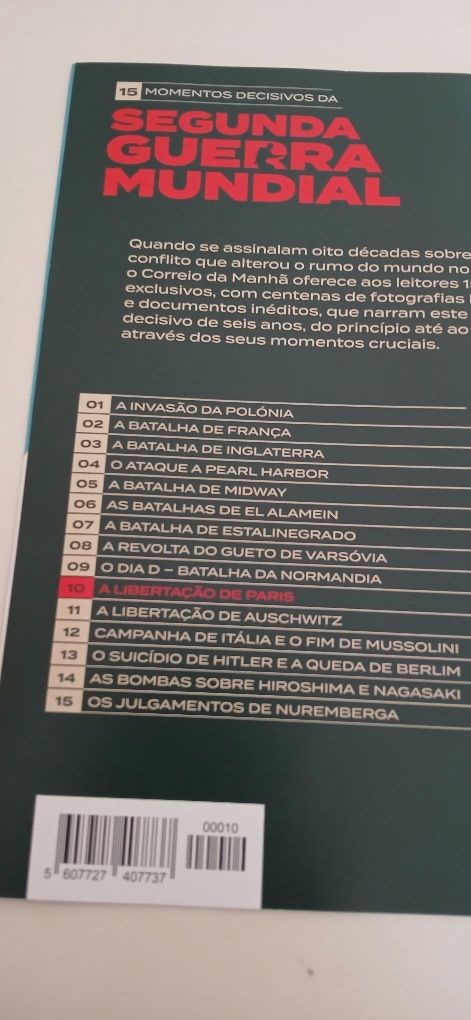 15 MOMENTOS DECISIVOS DA
SEGUNDA
GUERRA
MUNDIAL
Quando se assinalam oito décadas sobre
conflito que alterou o rumo do mundo no
o Correio da Manhã oferece aos leitores
exclusivos, com centenas de fotografias
e documentos inéditos, que narram este
decisivo de seis anos, do princípio até ao
através dos seus momentos cruciais.
01 A INVASÃO DA POLÓNIA
02 A BATALHA DE FRANÇA
03 A BATALHA DE INGLATERRA
04 O ATAQUE A PEARL HARBOR
05 A BATALHA DE MIDWAY
06 AS BATALHAS DE EL ALAMEIN
07 A BATALHA DE ESTALINEGRADO
08 A REVOLTA DO GUETO DE VARSÓVIA
09 O DIA D – BATALHA DA NORMANDIA
10 A LIBERTAÇÃO DE PARIS
11 A LIBERTAÇÃO DE AUSCHWITZ
12 CAMPANHA DE ITÁLIA E O FIM DE MUSSOLINI
13 O SUICÍDIO DE HITLER E A QUEDA DE BERLIM
14 AS BOMBAS SOBRE HIROSHIMA E NAGASAKI
15 OS JULGAMENTOS DE NUREMBERGA
00010
5 607727 407737